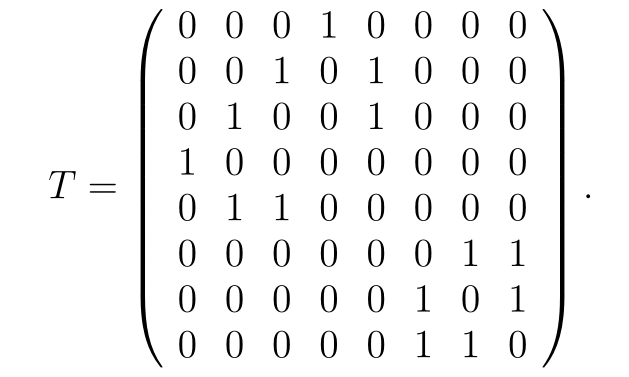 0 0 0 1 0 0 0 0
0 0 1 0 1 0 0 0
0 1 0 0 1 0 0 0
1 0 0 0 0 0 0 0
T = ( 0 1 1 0 0 0 0 0 ) .
0 0 0 0 0 0 1 1
0 0 0 0 0 1 0 1
0 0 0 0 0 1 1 0